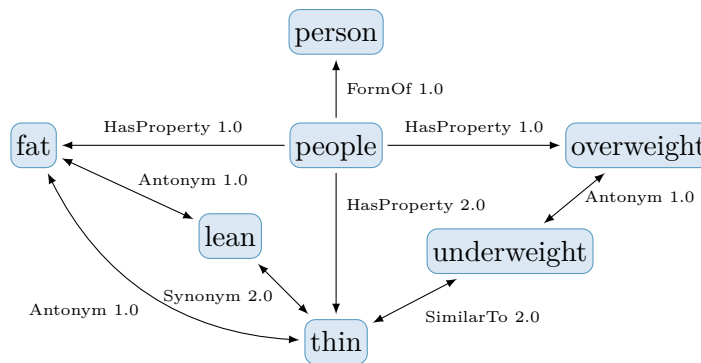 person
FormOf 1.0
HasProperty 1.0
HasProperty 1.0
fat
people
overweight
Antonym 1.0
Antonym 1.0
HasProperty 2.0
lean
underweight
Synonym 2.0
Antonym 1.0
SimilarTo 2.0
thin